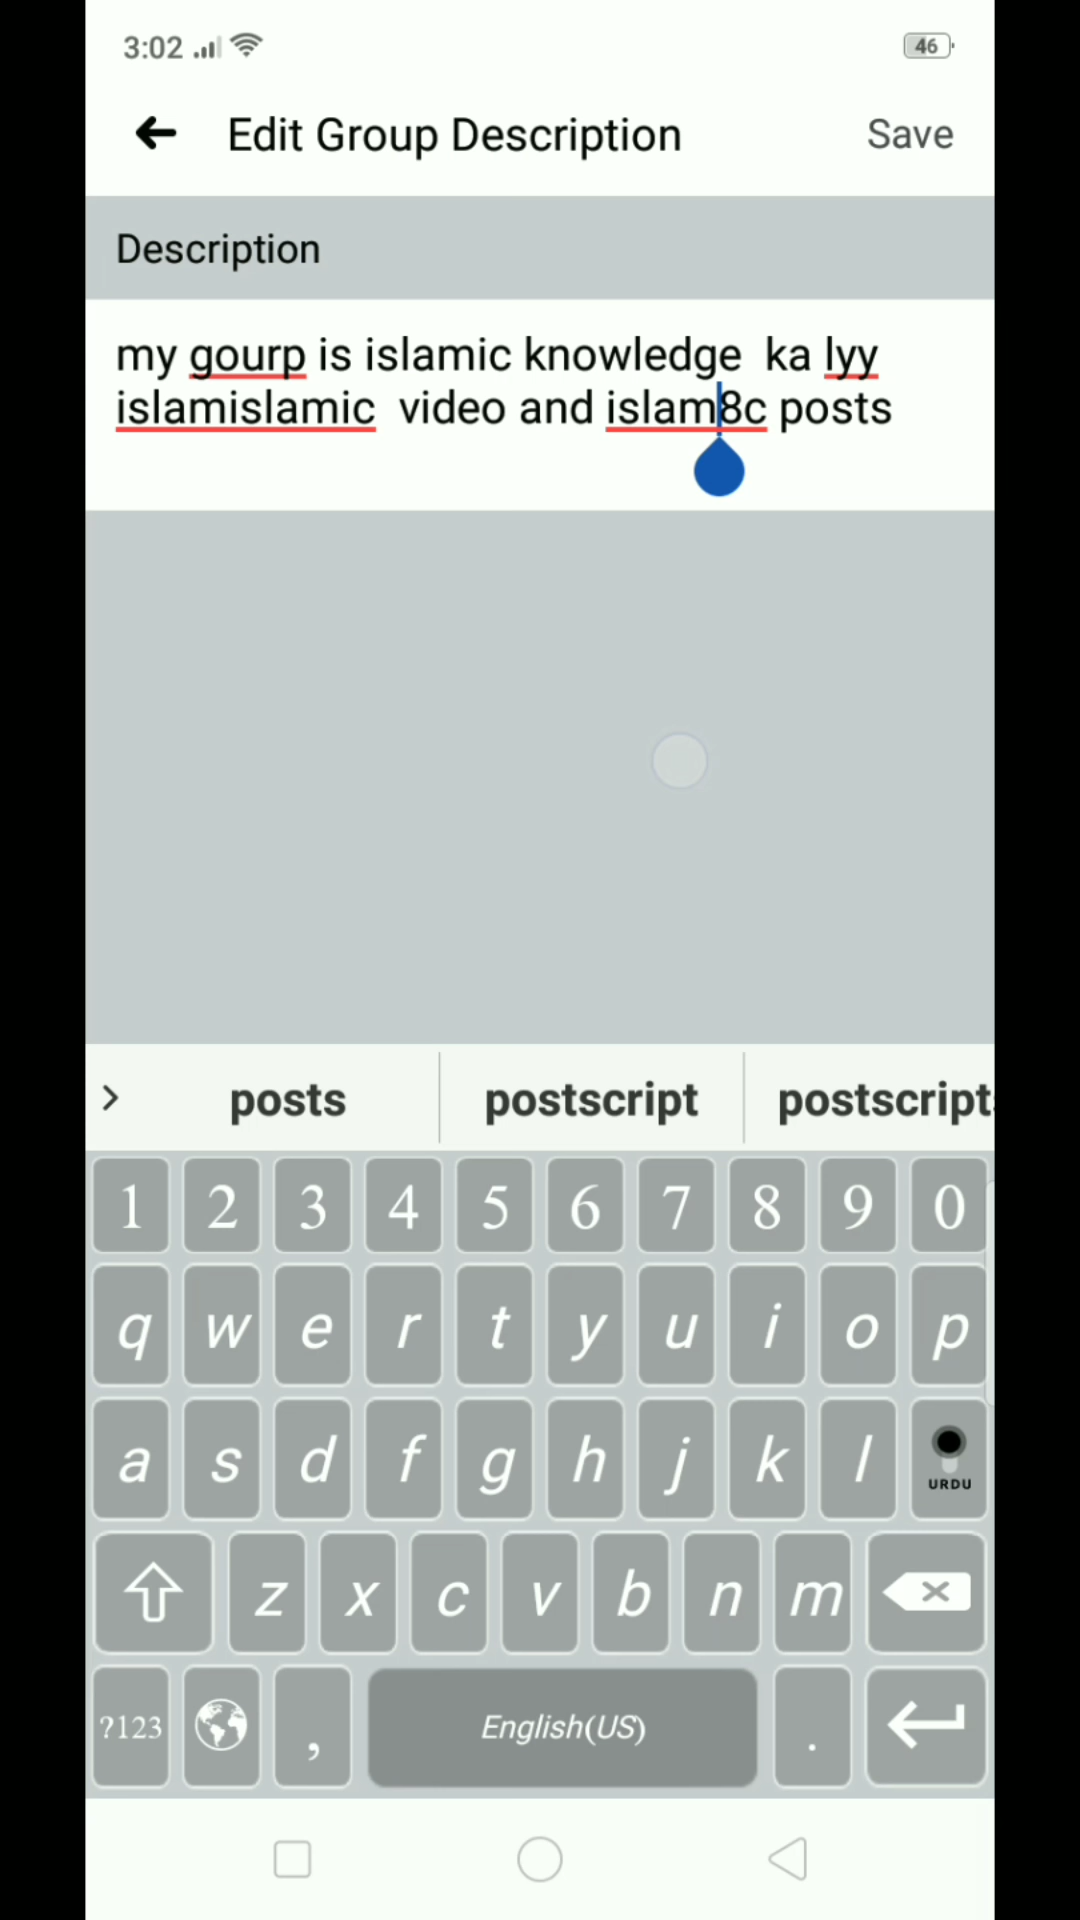 3:02
46
Edit Group Description
Save
Description
my gourp is islamic knowledge  ka lyy
islamislamic  video and islam8c posts
posts
postscript
postscript
1 2 3 4 5 6 7 8 9 0
q w e r t y u i o p
a s d f g h j k l
URDU
z x c v b n m
?123 , English(US) .